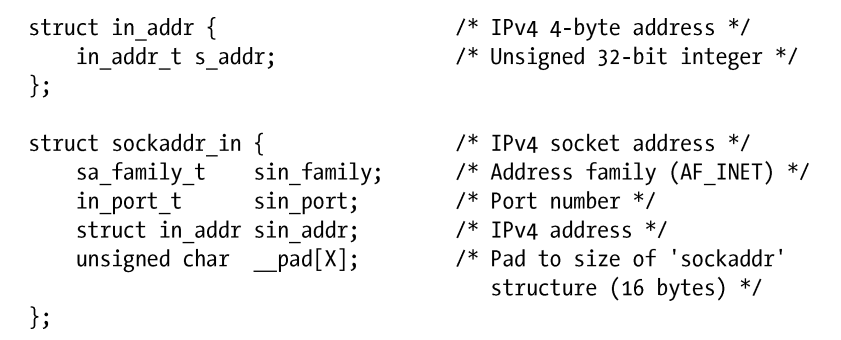 struct in_addr {                    /* IPv4 4-byte address */
    in_addr_t s_addr;               /* Unsigned 32-bit integer */
};

struct sockaddr_in {                /* IPv4 socket address */
    sa_family_t    sin_family;      /* Address family (AF_INET) */
    in_port_t      sin_port;        /* Port number */
    struct in_addr sin_addr;        /* IPv4 address */
    unsigned char  __pad[X];        /* Pad to size of 'sockaddr'
                                       structure (16 bytes) */
};